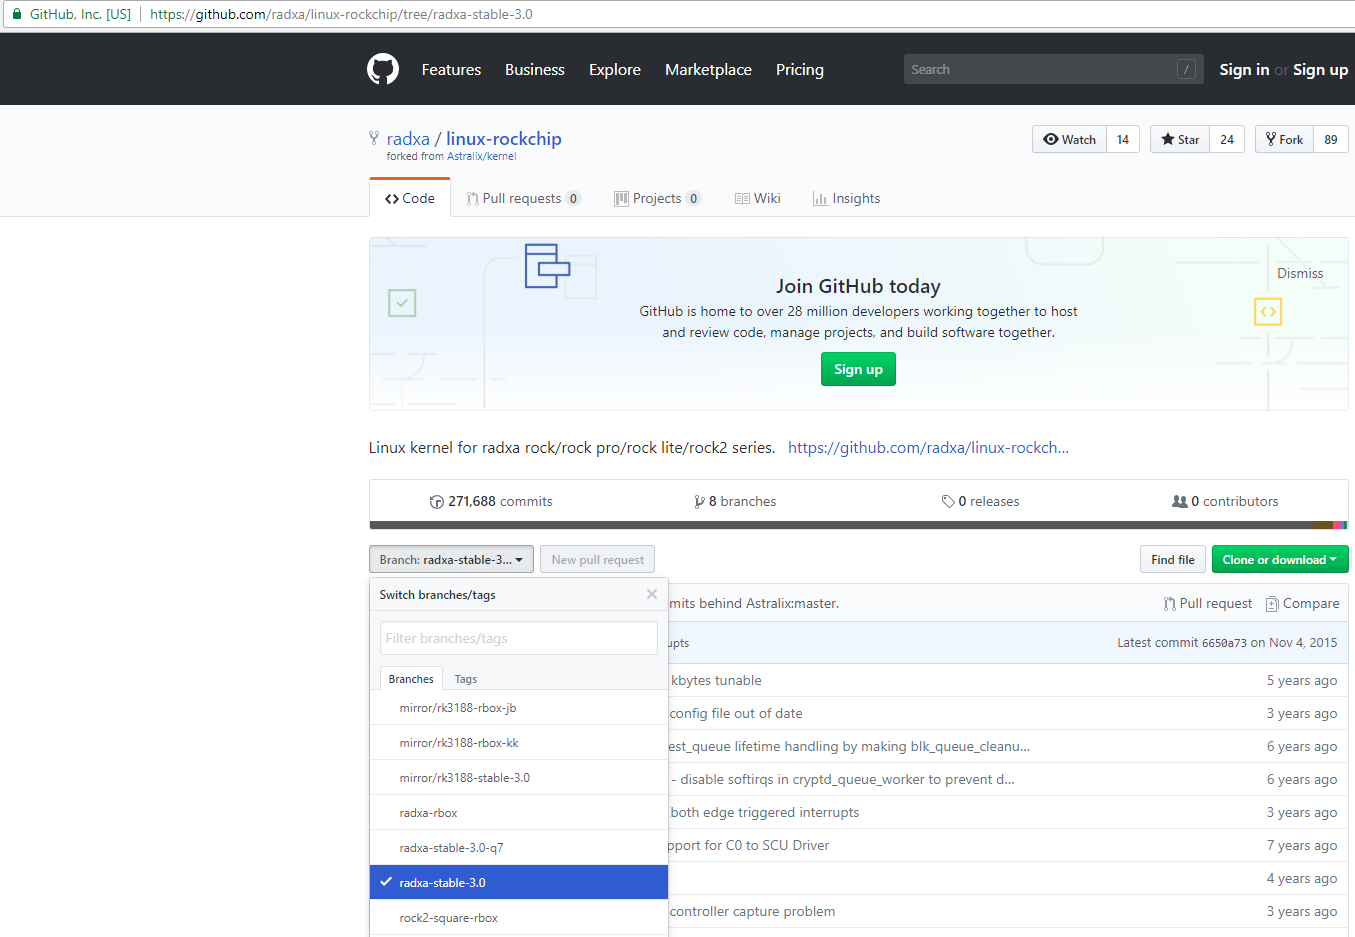 GitHub, Inc. [US] https://github.com/radxa/linux-rockchip/tree/radxa-stable-3.0
Features Business Explore Marketplace Pricing Search / Sign in or Sign up
radxa / linux-rockchip Watch 14 Star 24 Fork 89
forked from Astralix/kernel
Code Pull requests 0 Projects 0 Wiki Insights
Dismiss
Join GitHub today
GitHub is home to over 28 million developers working together to host
and review code, manage projects, and build software together.
Sign up
Linux kernel for radxa rock/rock pro/rock lite/rock2 series. https://github.com/radxa/linux-rockch...
271,688 commits 8 branches 0 releases 0 contributors
Branch: radxa-stable-3... New pull request Find file Clone or download
Switch branches/tags
mits behind Astralix:master. Pull request Compare
Filter branches/tags
upts Latest commit 6650a73 on Nov 4, 2015
Branches Tags
kbytes tunable 5 years ago
mirror/rk3188-rbox-jb
config file out of date 3 years ago
mirror/rk3188-rbox-kk
est_queue lifetime handling by making blk_queue_cleanu... 6 years ago
mirror/rk3188-stable-3.0
- disable softirqs in cryptd_queue_worker to prevent d... 6 years ago
radxa-rbox
both edge triggered interrupts 3 years ago
radxa-stable-3.0-q7
pport for C0 to SCU Driver 7 years ago
radxa-stable-3.0
4 years ago
rock2-square-rbox
controller capture problem 3 years ago